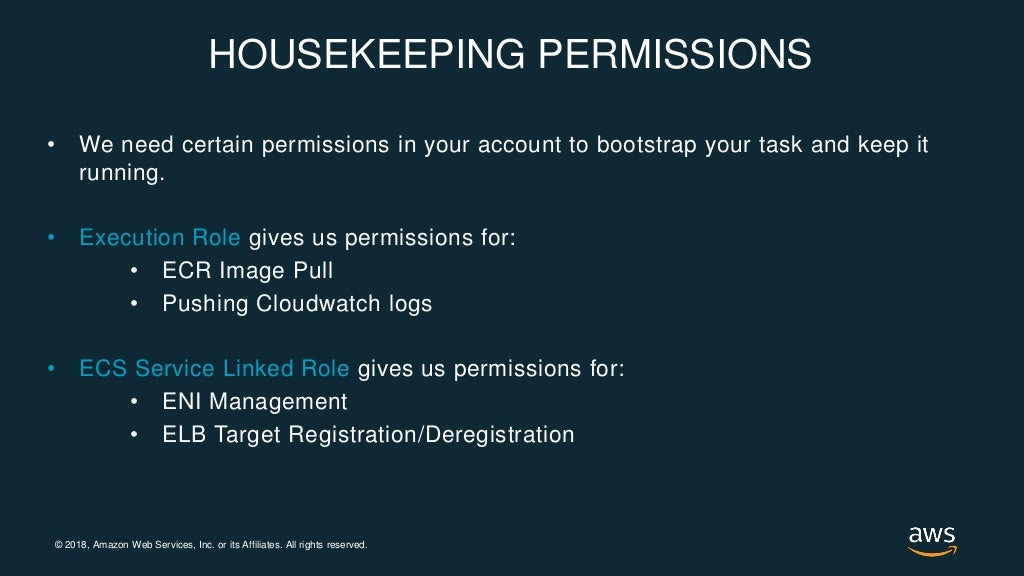 HOUSEKEEPING PERMISSIONS
• We need certain permissions in your account to bootstrap your task and keep it
running.
• Execution Role gives us permissions for:
• ECR Image Pull
• Pushing Cloudwatch logs
• ECS Service Linked Role gives us permissions for:
• ENI Management
• ELB Target Registration/Deregistration
© 2018, Amazon Web Services, Inc. or its Affiliates. All rights reserved.
aws